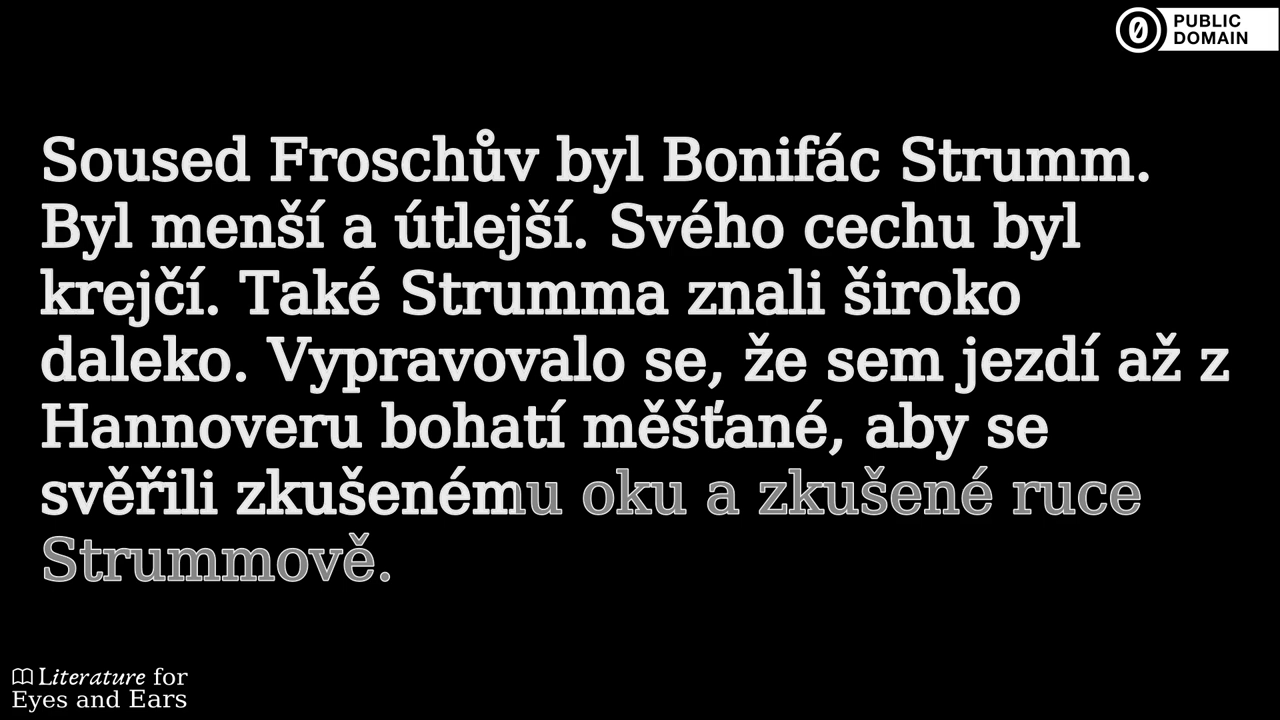 PUBLIC
DOMAIN
Soused Froschův byl Bonifác Strumm.
Byl menší a útlejší. Svého cechu byl
krejčí. Také Strumma znali široko
daleko. Vypravovalo se, že sem jezdí až z
Hannoveru bohatí měšťané, aby se
svěřili zkušenému oku a zkušené ruce
Strummově.
Literature for
Eyes and Ears